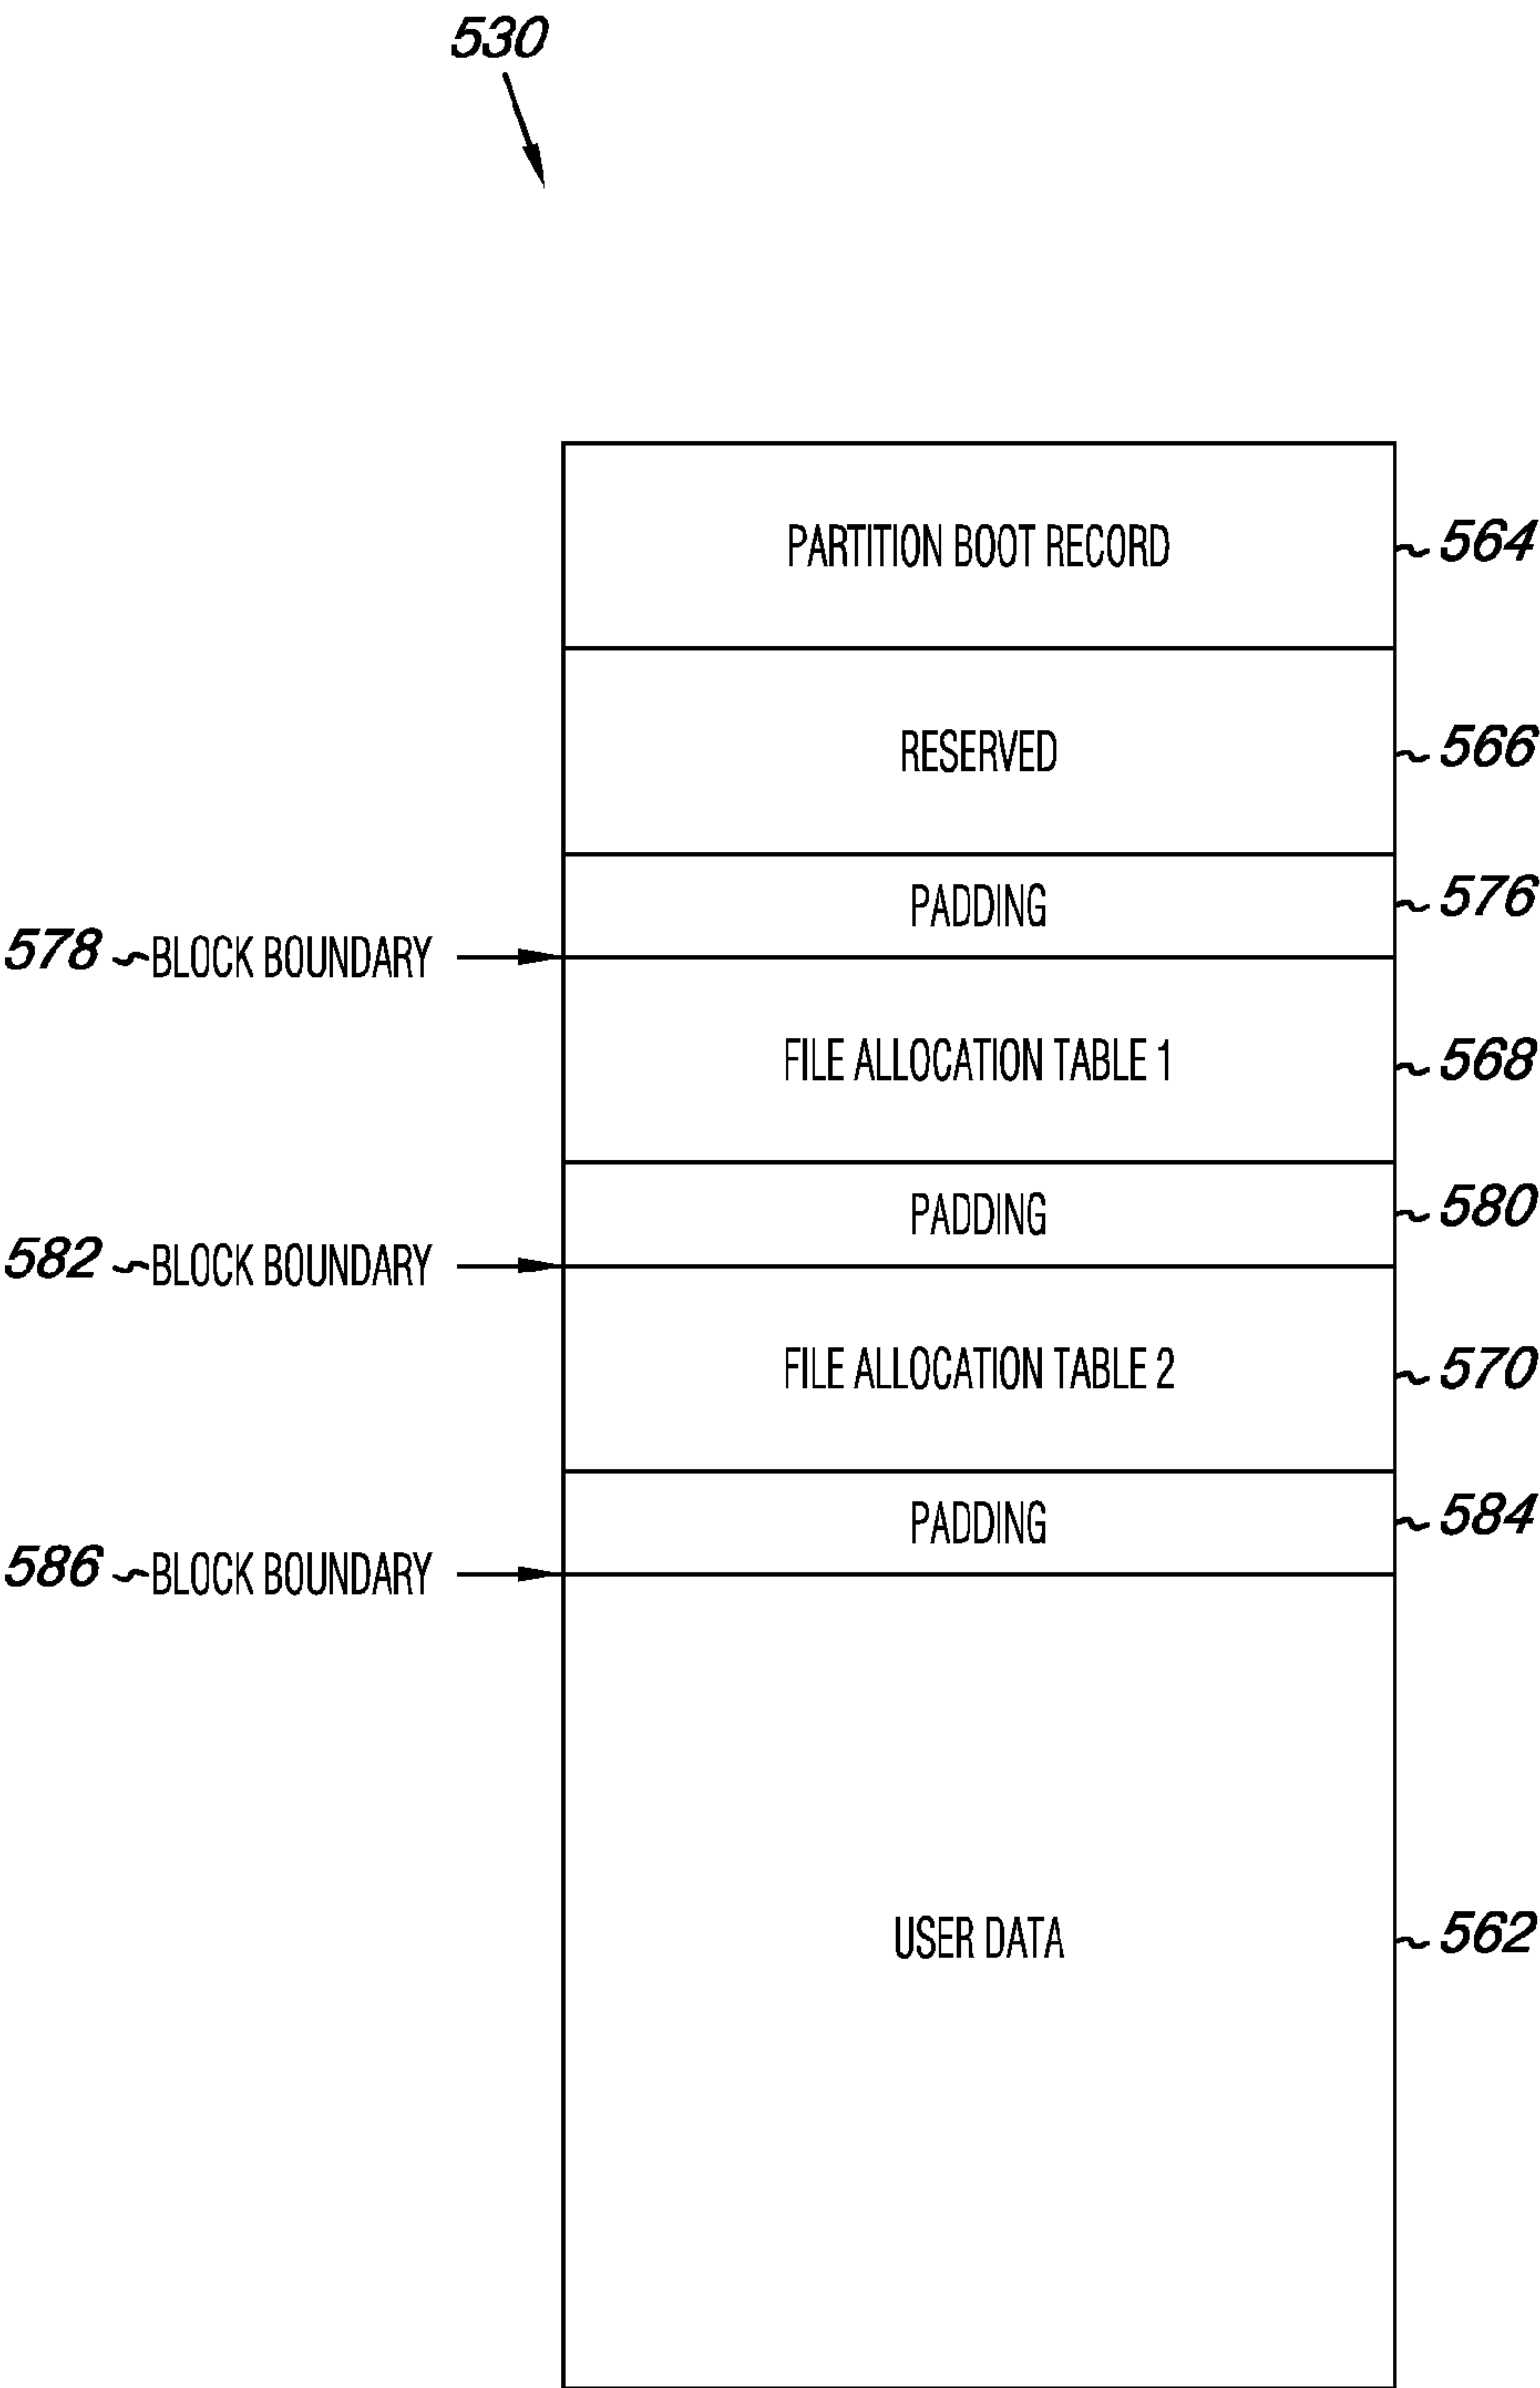 530
PARTITION BOOT RECORD 564
RESERVED 566
PADDING 576
578 BLOCK BOUNDARY
FILE ALLOCATION TABLE 1 568
PADDING 580
582 BLOCK BOUNDARY
FILE ALLOCATION TABLE 2 570
PADDING 584
586 BLOCK BOUNDARY
USER DATA 562